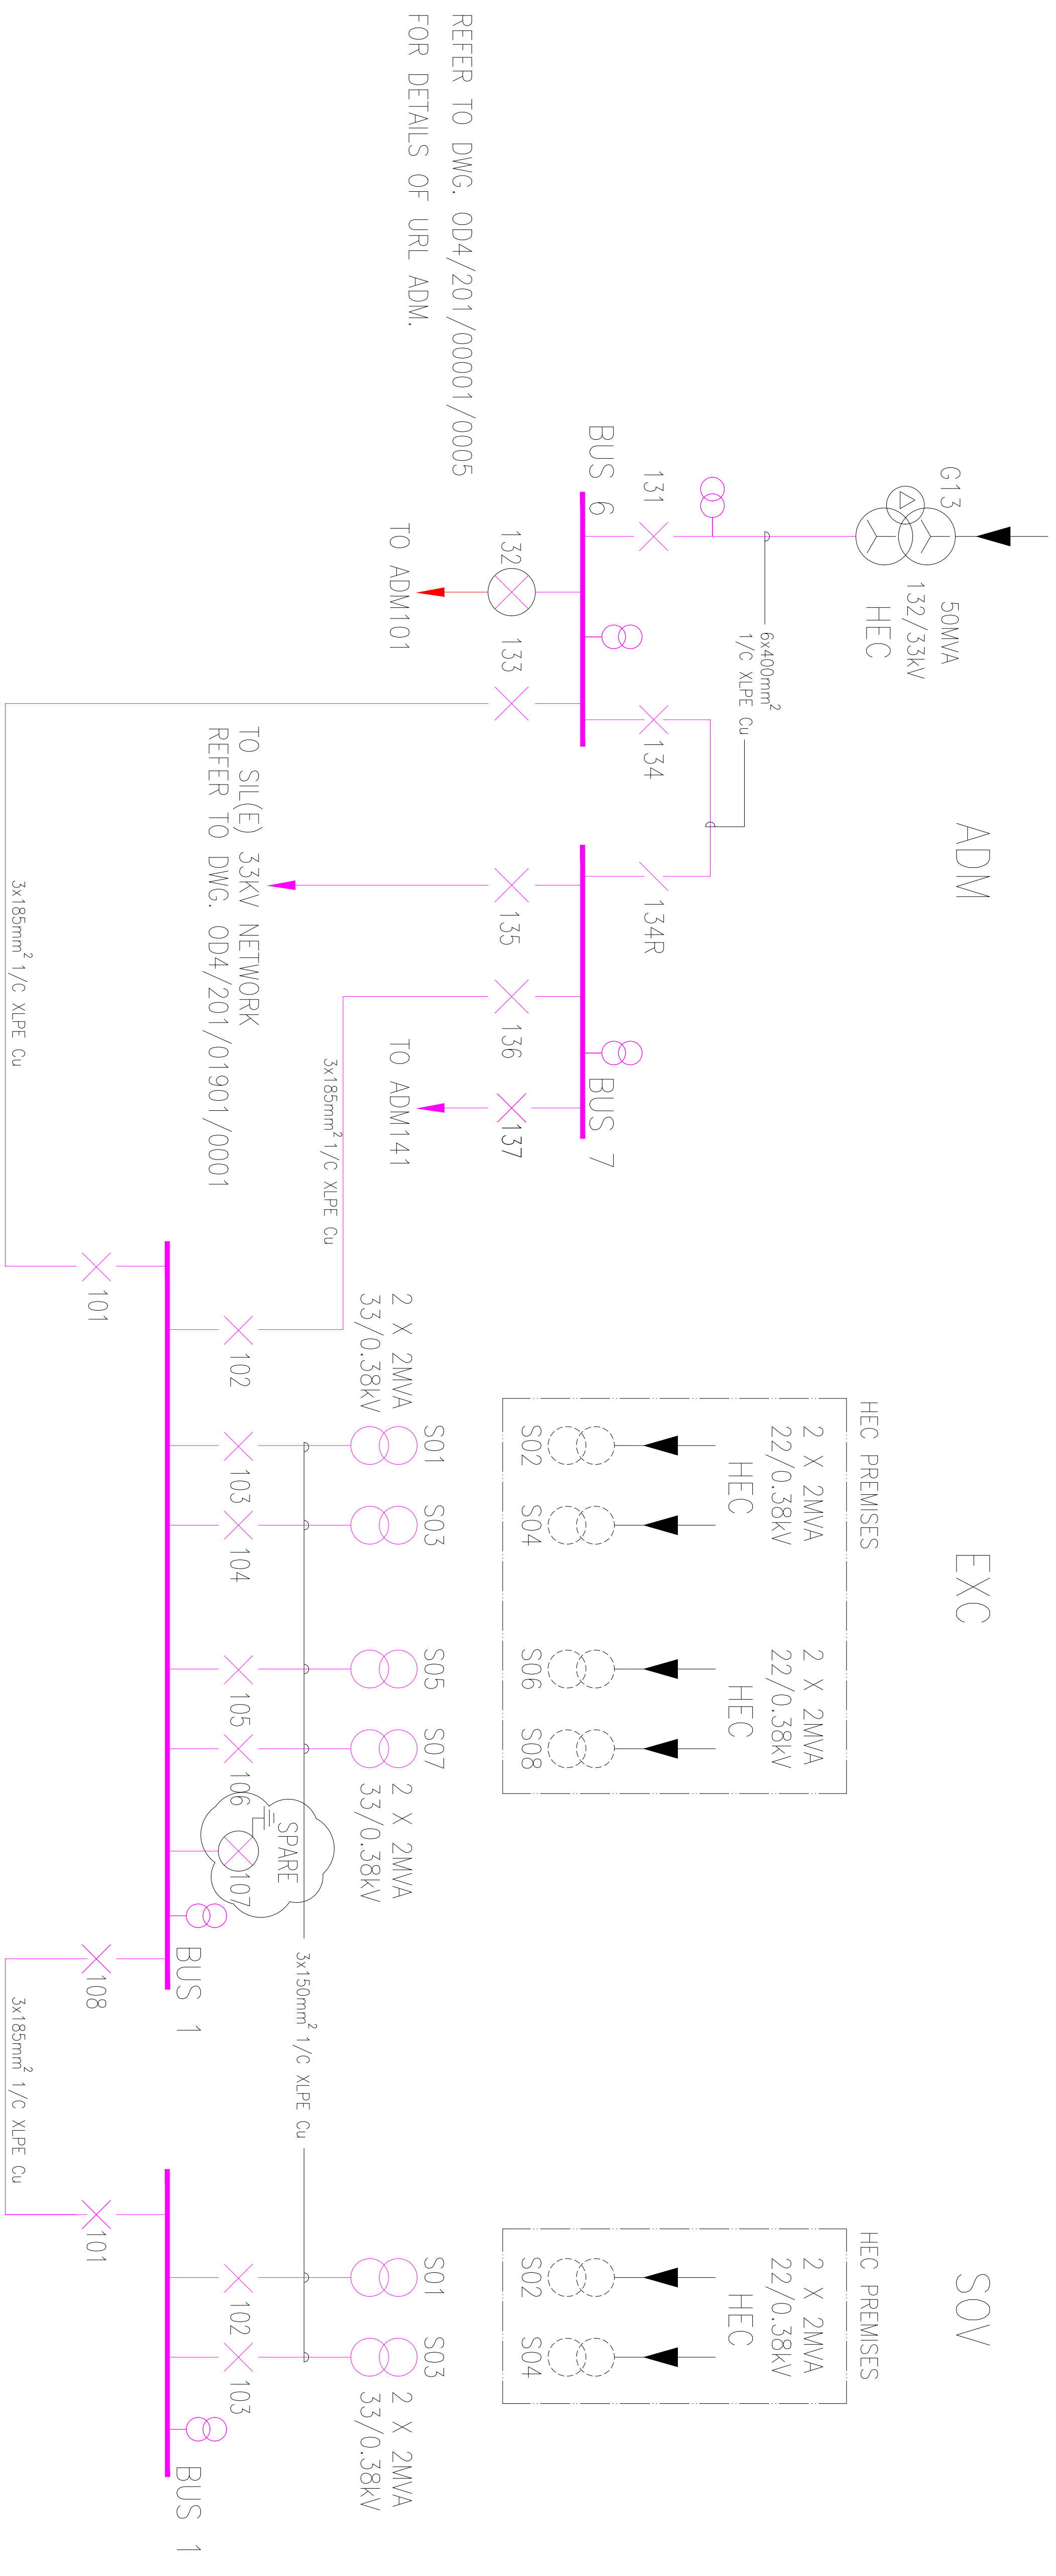 ADM
EXC
SOV
G13
50MVA
132/33kV
HEC
6x400mm²
1/C XLPE Cu
131
BUS 6
132
133
134
134R
TO ADM101
REFER TO DWG. OD4/201/00001/0005
FOR DETAILS OF URL ADM.
135
136
137
BUS 7
TO ADM141
TO SIL(E) 33KV NETWORK
REFER TO DWG. OD4/201/01901/0001
3x185mm² 1/C XLPE Cu
3x185mm² 1/C XLPE Cu
HEC PREMISES
2 X 2MVA
22/0.38kV
HEC
2 X 2MVA
22/0.38kV
HEC
S02
S04
S06
S08
S01
S03
S05
S07
2 X 2MVA
33/0.38kV
2 X 2MVA
33/0.38kV
101
102
103
104
105
106
107
SPARE
108
BUS 1
3x150mm² 1/C XLPE Cu
3x185mm² 1/C XLPE Cu
HEC PREMISES
2 X 2MVA
22/0.38kV
HEC
S02
S04
S01
S03
2 X 2MVA
33/0.38kV
101
102
103
BUS 1